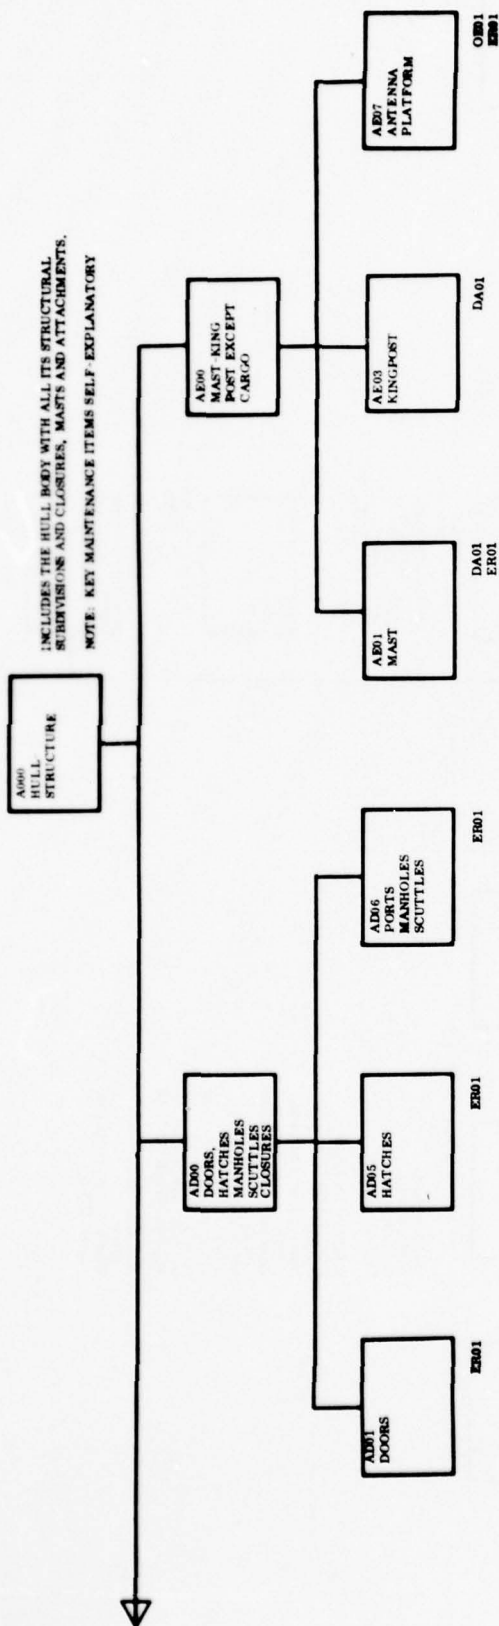 A000
HULL
STRUCTURE
INCLUDES THE HULL BODY WITH ALL ITS STRUCTURAL
SUBDIVISIONS AND CLOSURES, MASTS AND ATTACHMENTS.
NOTE: KEY MAINTENANCE ITEMS SELF-EXPLANATORY
AD00
DOORS,
HATCHES
MANHOLES
SCUTTLES
CLOSURES
AE00
MAST-KING
POST EXCEPT
CARGO
AD01
DOORS
ER01
AD05
HATCHES
ER01
AD06
PORTS
MANHOLES
SCUTTLES
ER01
AE01
MAST
DA01
ER01
AE03
KINGPOST
DA01
AE07
ANTENNA
PLATFORM
OE01
ER01